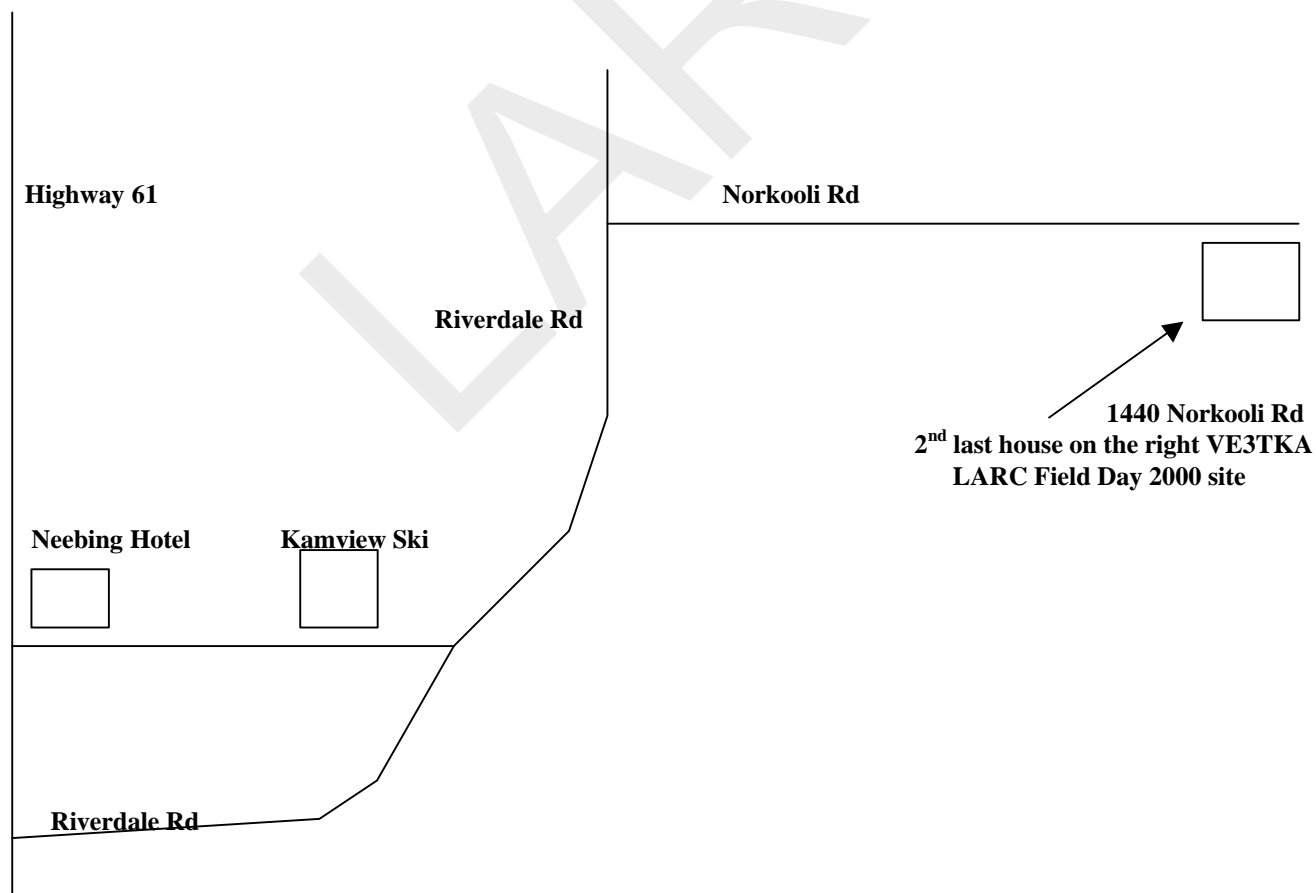 Highway 61
Norkooli Rd
Riverdale Rd
1440 Norkooli Rd
2nd last house on the right VE3TKA
LARC Field Day 2000 site
Neebing Hotel
Kamview Ski
Riverdale Rd
LAR